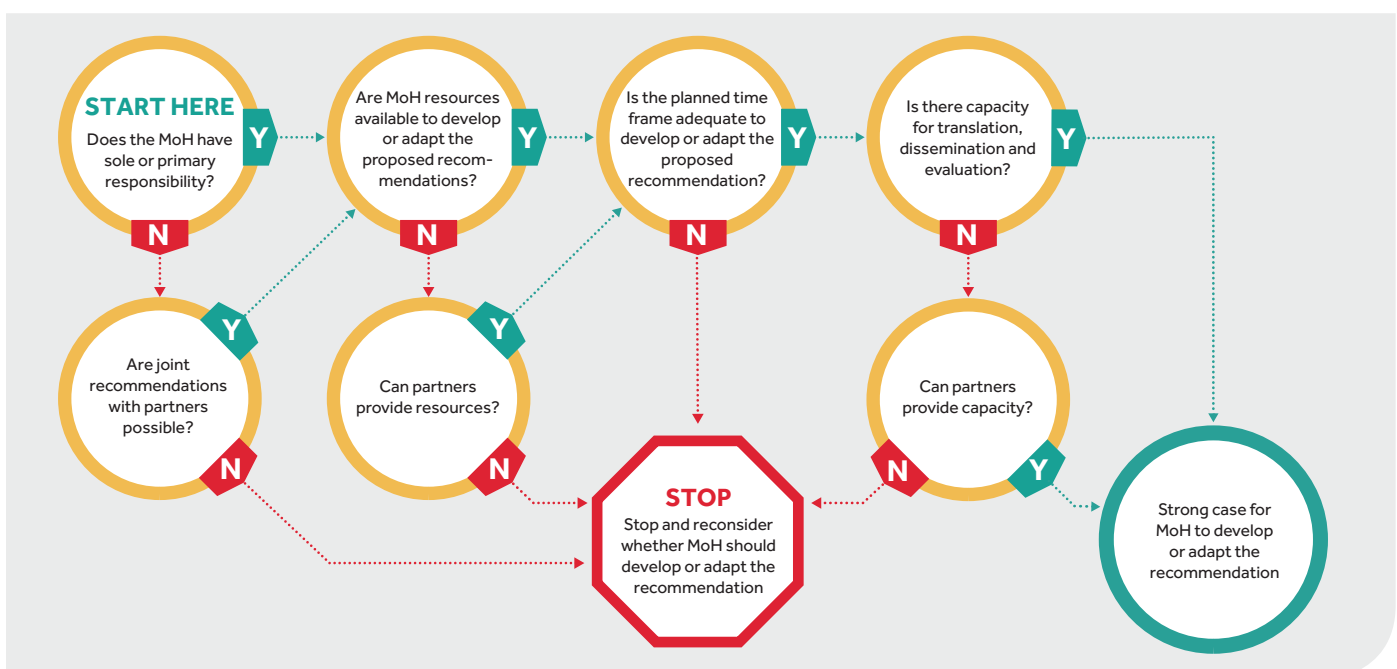 START HERE
Does the MoH have
sole or primary
responsibility?
Y
N
Are MoH resources
available to develop
or adapt the
proposed recom-
mendations?
Y
N
Is the planned time
frame adequate to
develop or adapt the
proposed
recommendation?
Y
N
Is there capacity
for translation,
dissemination and
evaluation?
Y
N
Are joint
recommendations
with partners
possible?
Y
N
Can partners
provide resources?
Y
N
STOP
Stop and reconsider
whether MoH should
develop or adapt the
recommendation
Can partners
provide capacity?
N
Y
Strong case for
MoH to develop
or adapt the
recommendation